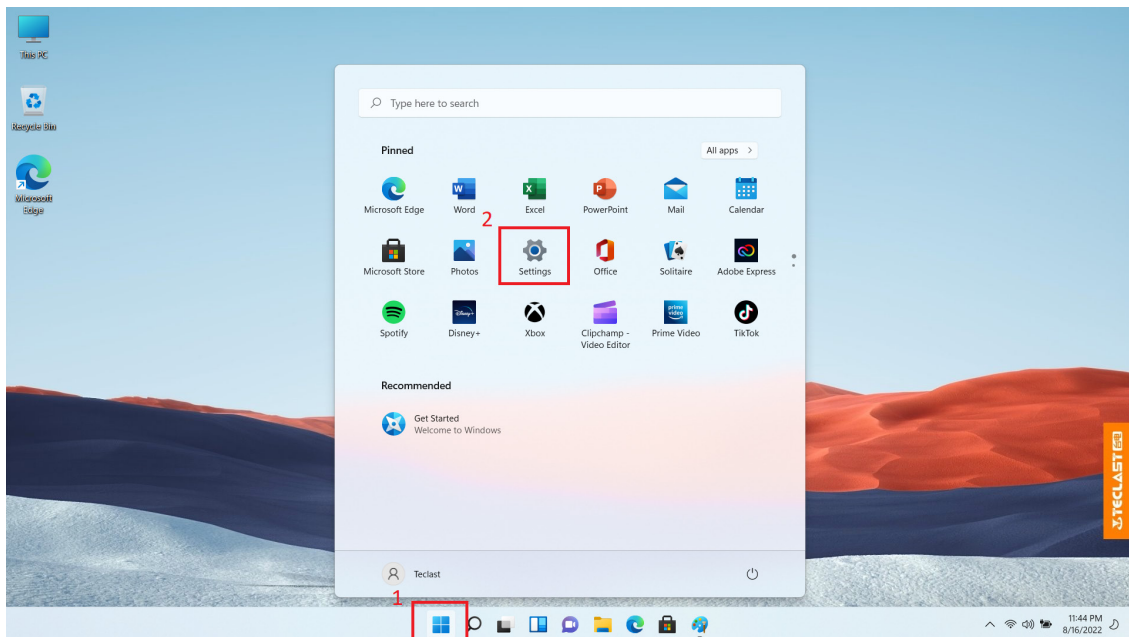 This PC
Recycle Bin
Microsoft
Edge
Type here to search
Pinned
All apps >
Microsoft Edge
Word
Excel
PowerPoint
Mail
Calendar
2
Microsoft Store
Photos
Settings
Office
Solitaire
Adobe Express
Spotify
Disney+
Xbox
Clipchamp -
Video Editor
prime
video
Prime Video
TikTok
Recommended
Get Started
Welcome to Windows
TECLAST
Teclast
1
11:44 PM
8/16/2022